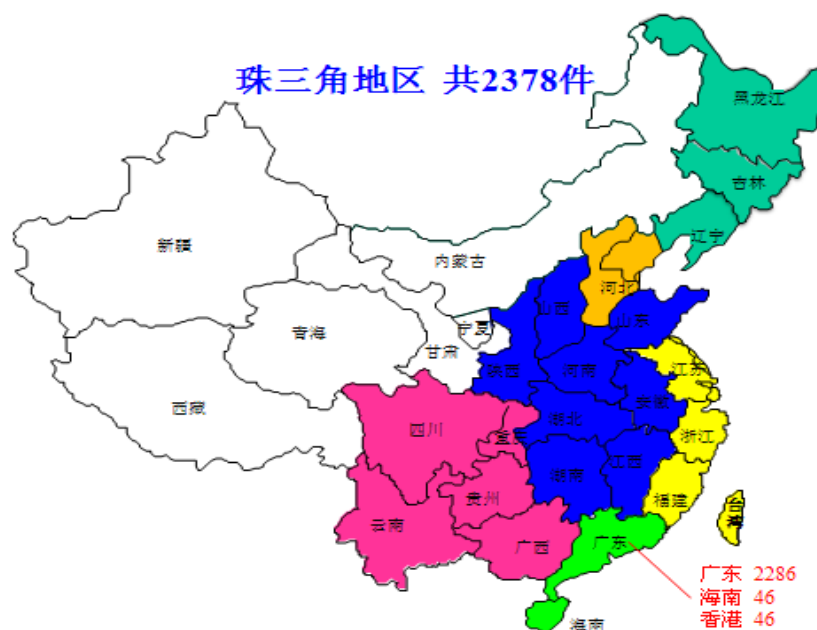 珠三角地区 共2378件
黑龙江
吉林
辽宁
新疆
内蒙古
河北
青海
宁夏
山西
山东
甘肃
陕西
河南
江苏
西藏
安徽
四川
重庆
湖北
浙江
贵州
湖南
江西
福建
台湾
云南
广西
广东
广东 2286
海南 46
香港 46
海南